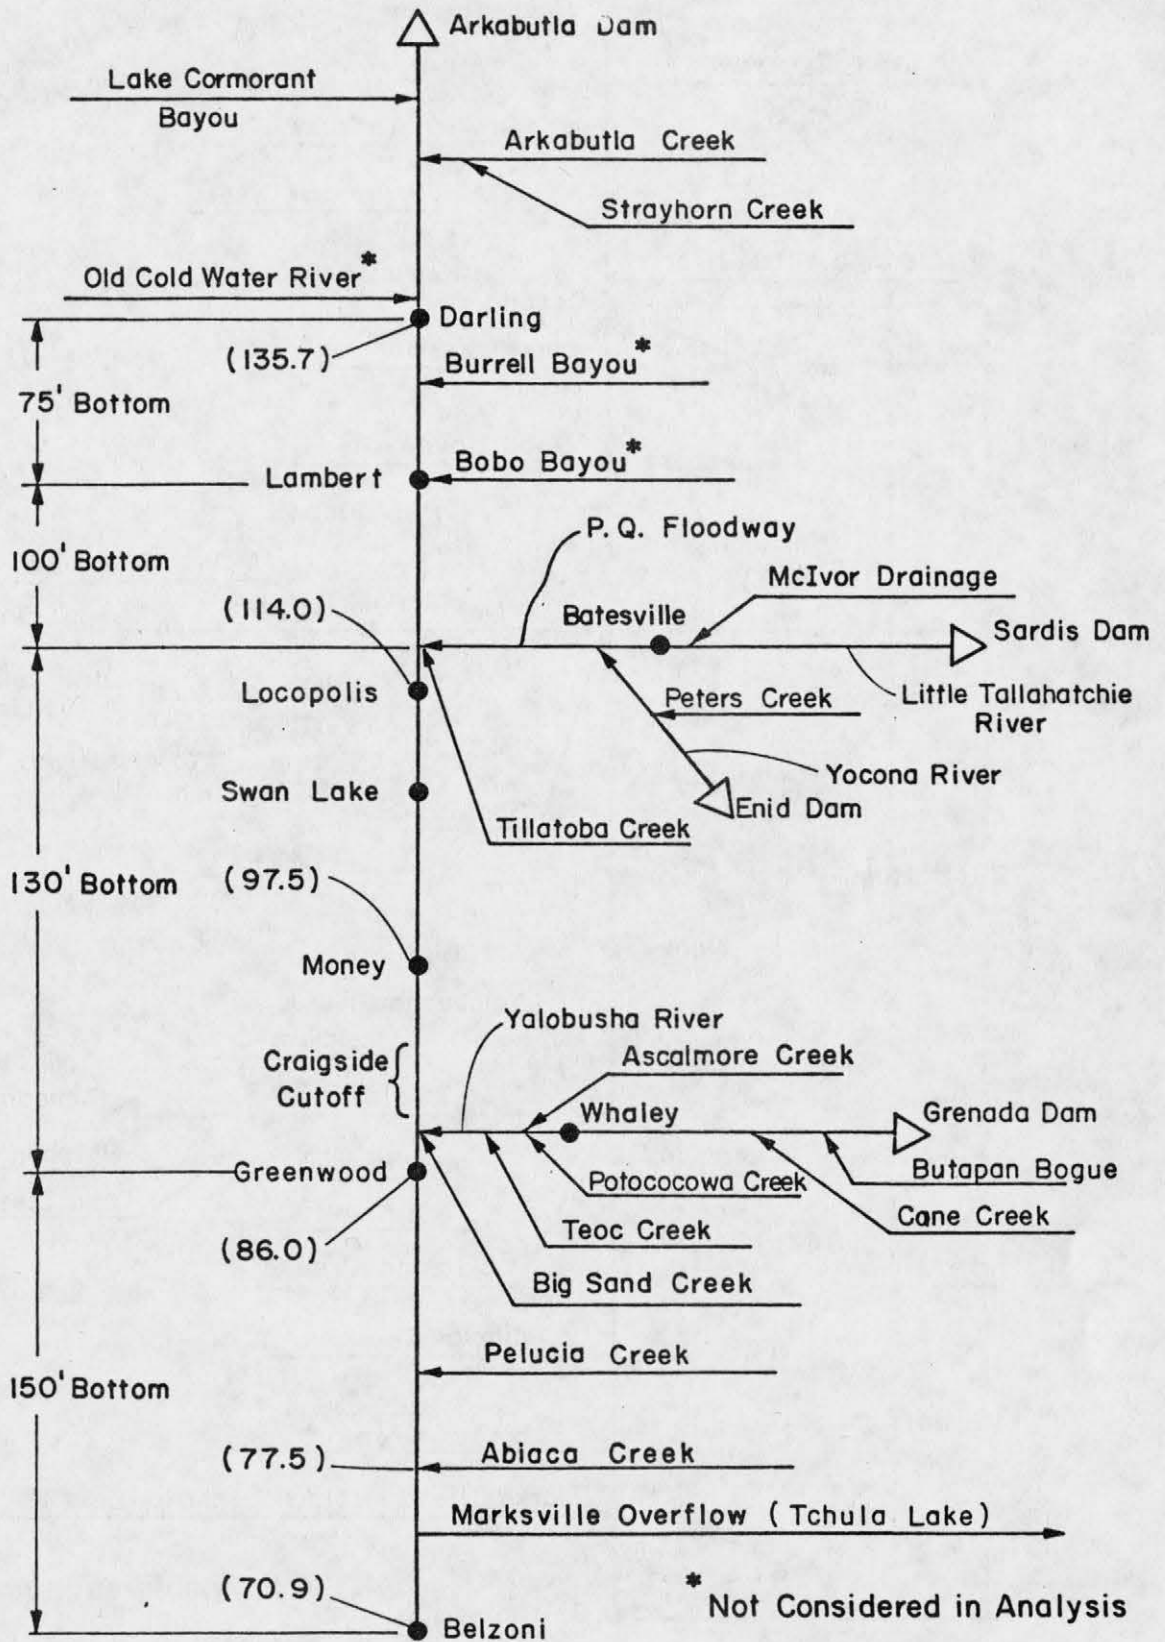 Arkabutla Dam
Lake Cormorant
Bayou
Arkabutla Creek
Strayhorn Creek
Old Cold Water River*
Darling
(135.7)
Burrell Bayou*
75' Bottom
Lambert
Bobo Bayou*
P.Q. Floodway
100' Bottom
McIvor Drainage
(114.0)
Batesville
Sardis Dam
Locopolis
Peters Creek
Little Tallahatchie
River
Swan Lake
Yocona River
Enid Dam
Tillatoba Creek
130' Bottom
(97.5)
Money
Yalobusha River
Craigside
Cutoff
Ascalmore Creek
Whaley
Grenada Dam
Greenwood
Potococowa Creek
Butapan Bogue
Cane Creek
Teoc Creek
(86.0)
Big Sand Creek
Pelucia Creek
150' Bottom
(77.5)
Abiaca Creek
Marksville Overflow (Tchula Lake)
(70.9)
*Not Considered in Analysis
Belzoni